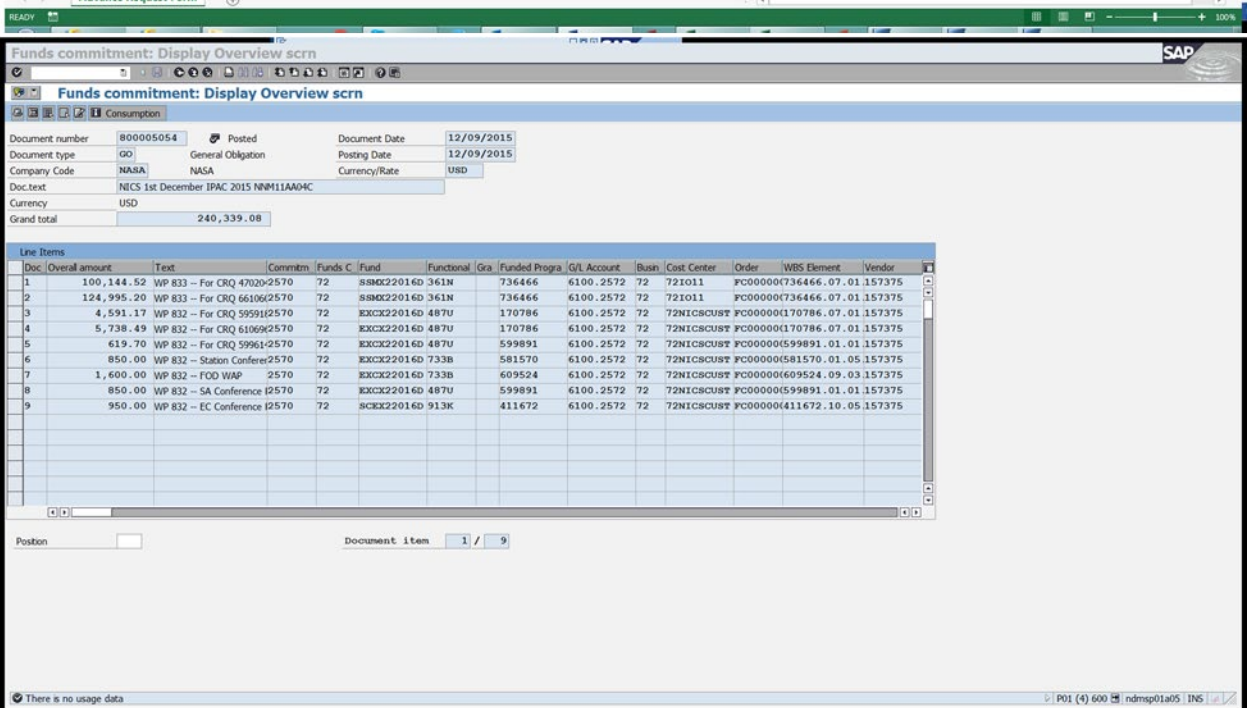 Advance Request Form
READY
100%
SAP
Funds commitment: Display Overview scrn
SAP
Funds commitment: Display Overview scrn
Consumption
Document number 800005054 Posted Document Date 12/09/2015
Document type GO General Obligation Posting Date 12/09/2015
Company Code NASA NASA Currency/Rate USD
Doc.text NICS 1st December IPAC 2015 NNM11AA04C
Currency USD
Grand total 240,339.08
Line Items
Doc Overall amount Text Commitm Funds C Fund Functional Gra Funded Progra G/L Account Busin Cost Center Order WBS Element Vendor
1 100,144.52 WP 833 -- For CRQ 47020 2570 72 SSMX22016D 361N 736466 6100.2572 72 72IO11 FC00000 736466.07.01. 157375
2 124,995.20 WP 833 -- For CRQ 66106 2570 72 SSMX22016D 361N 736466 6100.2572 72 72IO11 FC00000 736466.07.01. 157375
3 4,591.17 WP 832 -- For CRQ 59591 2570 72 EXCX22016D 487U 170786 6100.2572 72 72NICSCUST FC00000 170786.07.01. 157375
4 5,738.49 WP 832 -- For CRQ 61069 2570 72 EXCX22016D 487U 170786 6100.2572 72 72NICSCUST FC00000 170786.07.01. 157375
5 619.70 WP 832 -- For CRQ 59961 2570 72 EXCX22016D 487U 599891 6100.2572 72 72NICSCUST FC00000 599891.01.01. 157375
6 850.00 WP 832 -- Station Conferen 2570 72 EXCX22016D 733B 581570 6100.2572 72 72NICSCUST FC00000 581570.01.05. 157375
7 1,600.00 WP 832 -- FOD WAP 2570 72 EXCX22016D 733B 609524 6100.2572 72 72NICSCUST FC00000 609524.09.03. 157375
8 850.00 WP 832 -- SA Conference 2570 72 EXCX22016D 487U 599891 6100.2572 72 72NICSCUST FC00000 599891.01.01. 157375
9 950.00 WP 832 -- EC Conference 2570 72 SCEX22016D 913K 411672 6100.2572 72 72NICSCUST FC00000 411672.10.05. 157375
Position Document item 1 / 9
There is no usage data P01 (4) 600 ndmsp01a05 INS